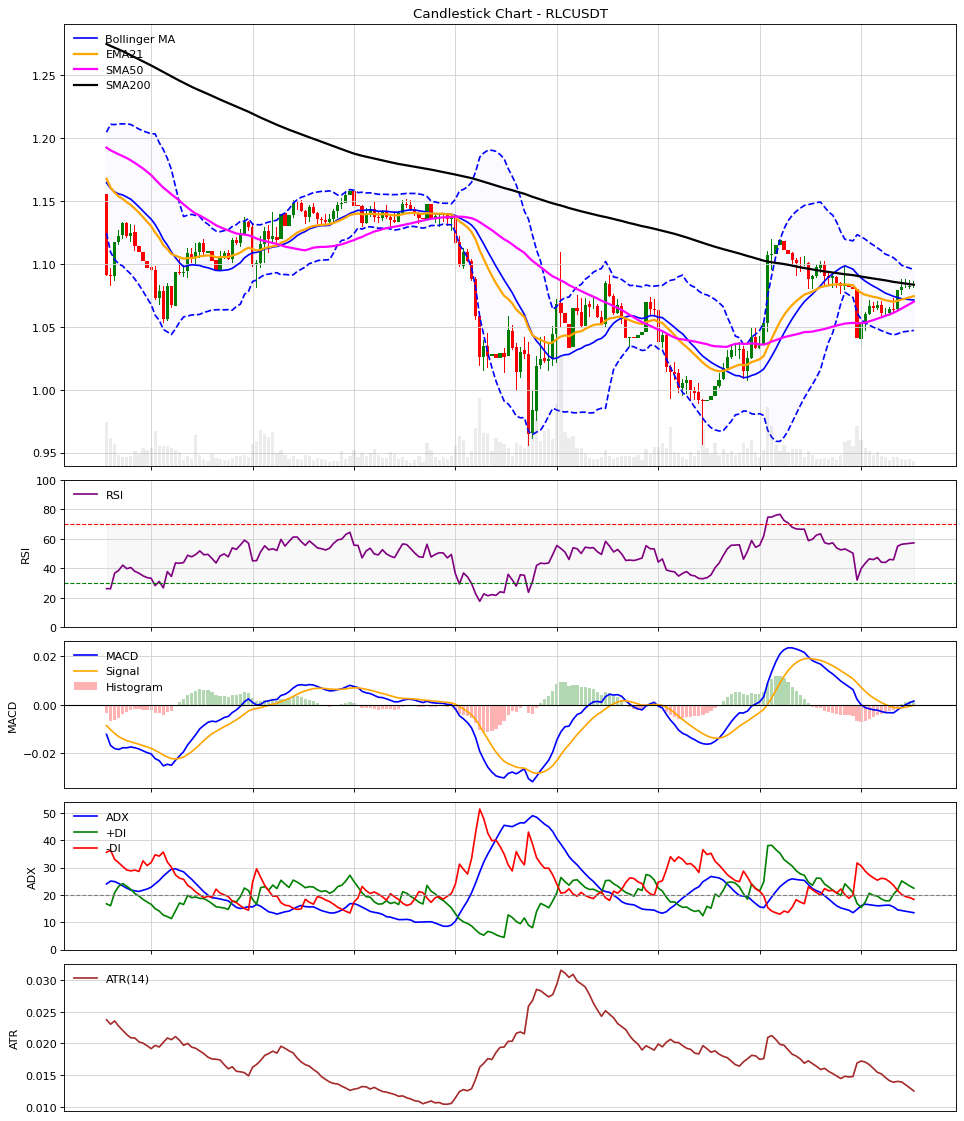 Candlestick Chart - RLCUSDT
Bollinger MA
EMA21
SMA50
SMA200
1.25
1.20
1.15
1.10
1.05
1.00
0.95
RSI
100
80
60
40
20
0
RSI
MACD
Signal
Histogram
0.02
0.00
−0.02
MACD
ADX
+DI
-DI
50
40
30
20
10
0
ADX
ATR(14)
0.030
0.025
0.020
0.015
0.010
ATR